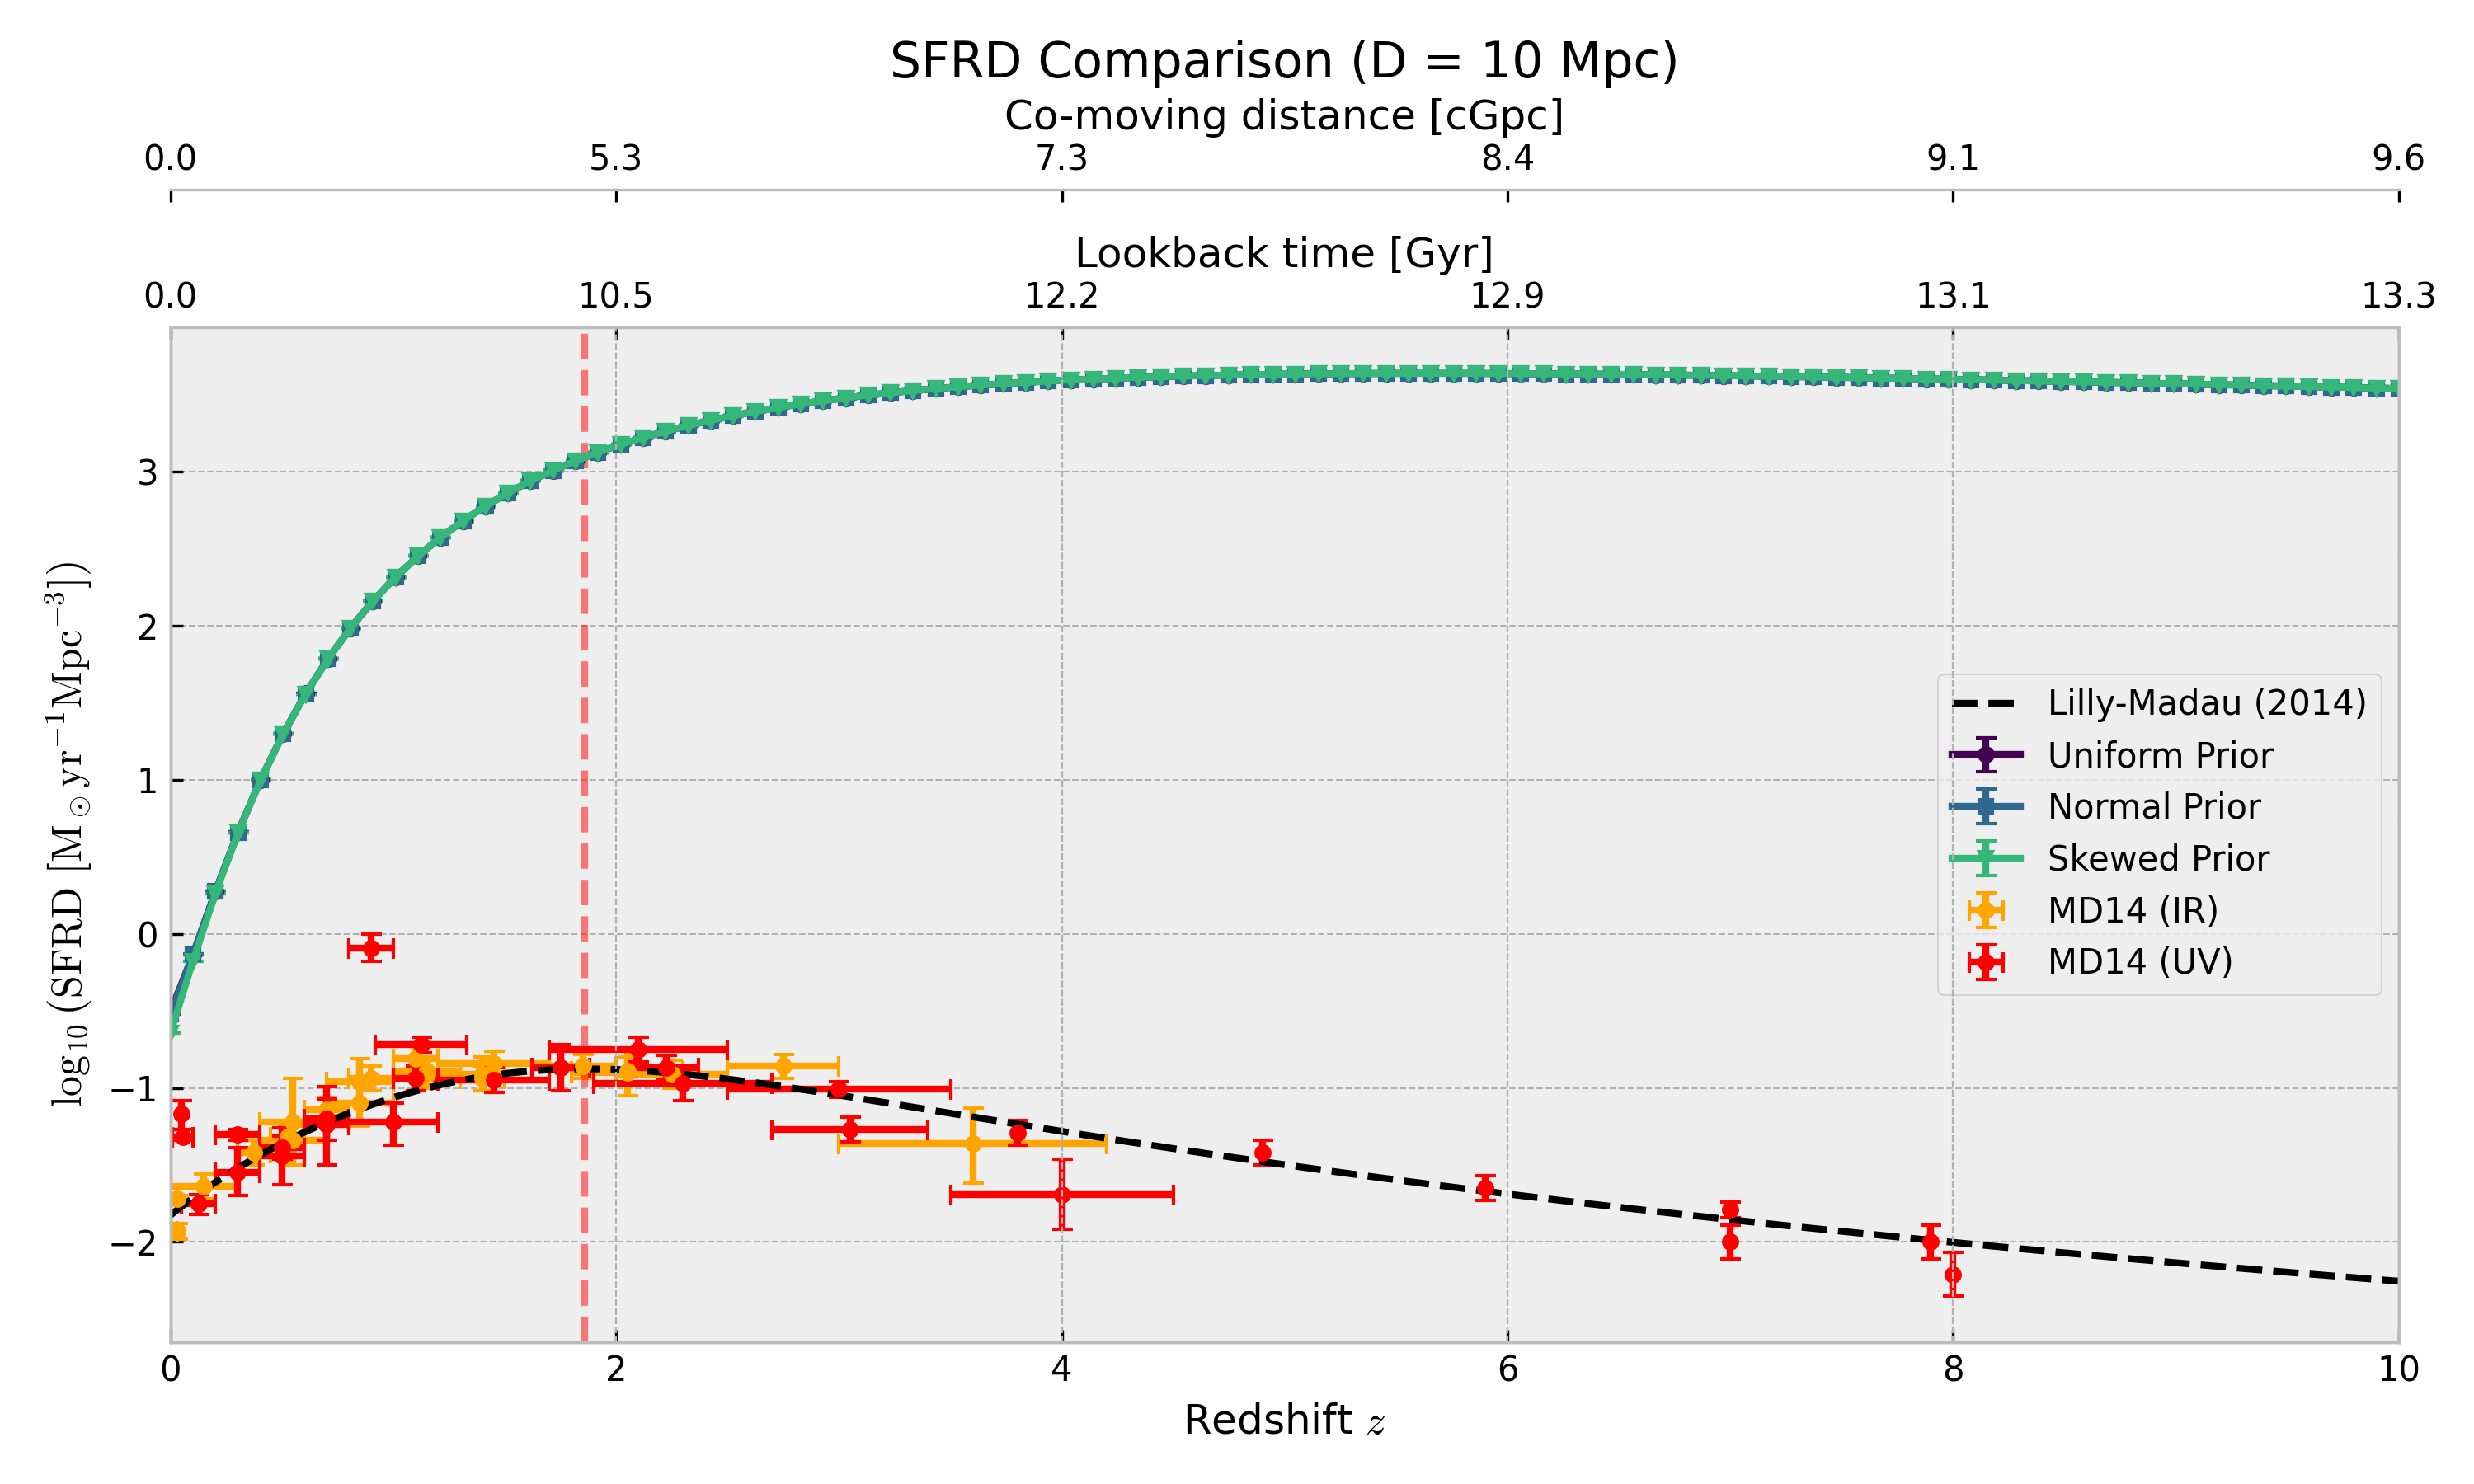 SFRD Comparison (D = 10 Mpc)
Co-moving distance [cGpc]
0.0 5.3 7.3 8.4 9.1 9.6
Lookback time [Gyr]
0.0 10.5 12.2 12.9 13.1 13.3
log₁₀(SFRD [M⊙yr⁻¹Mpc⁻³])
3
2
1
0
−1
−2
Lilly-Madau (2014)
Uniform Prior
Normal Prior
Skewed Prior
MD14 (IR)
MD14 (UV)
0 2 4 6 8 10
Redshift z